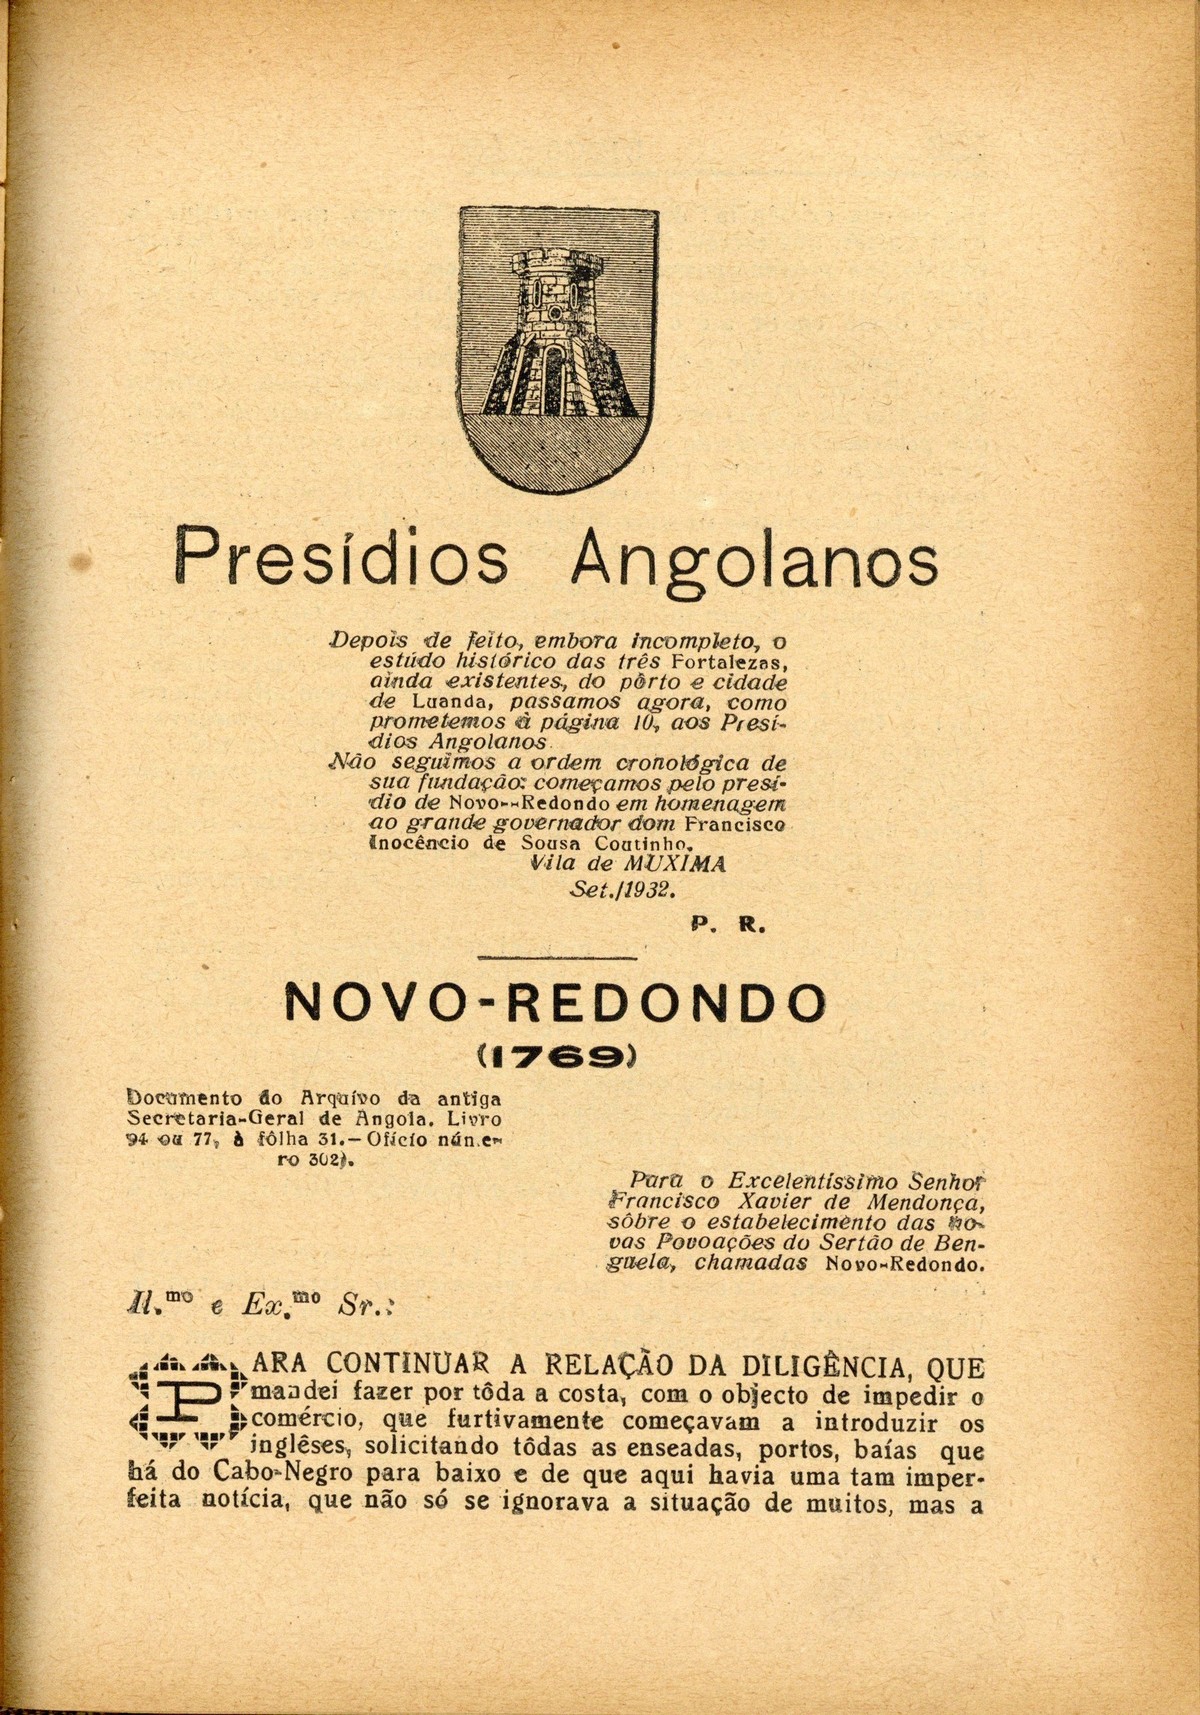 Presídios Angolanos
Depois de feito, embora incompleto, o
estúdo histórico das três Fortalezas,
ainda existentes, do pôrto e cidade
de Luanda, passamos agora, como
prometemos à página 10, aos Presí-
dios Angolanos.
Não seguimos a ordem cronológica de
sua fundação: começamos pelo presí-
dio de Novo-Redondo em homenagem
ao grande governador dom Francisco
Inocêncio de Sousa Coutinho.
Vila de MUXIMA
Set./1932.
P. R.
NOVO-REDONDO
(1769)
Documento do Arquívo da antiga
Secretaria-Geral de Angola. Livro
94 ou 77, à fôlha 31.—Ofício núme-
ro 302).
Para o Excelentíssimo Senhor
Francisco Xavier de Mendonça,
sôbre o estabelecimento das no-
vas Povoações do Sertão de Ben-
guela, chamadas Novo-Redondo.
Il.mo e Ex.mo Sr.:
PARA CONTINUAR A RELAÇÃO DA DILIGÊNCIA, QUE
mandei fazer por tôda a costa, com o objecto de impedir o
comércio, que furtivamente começavam a introduzir os
inglêses, solicitando tôdas as enseadas, portos, baías que
há do Cabo-Negro para baixo e de que aqui havia uma tam imper-
feita notícia, que não só se ignorava a situação de muitos, mas a